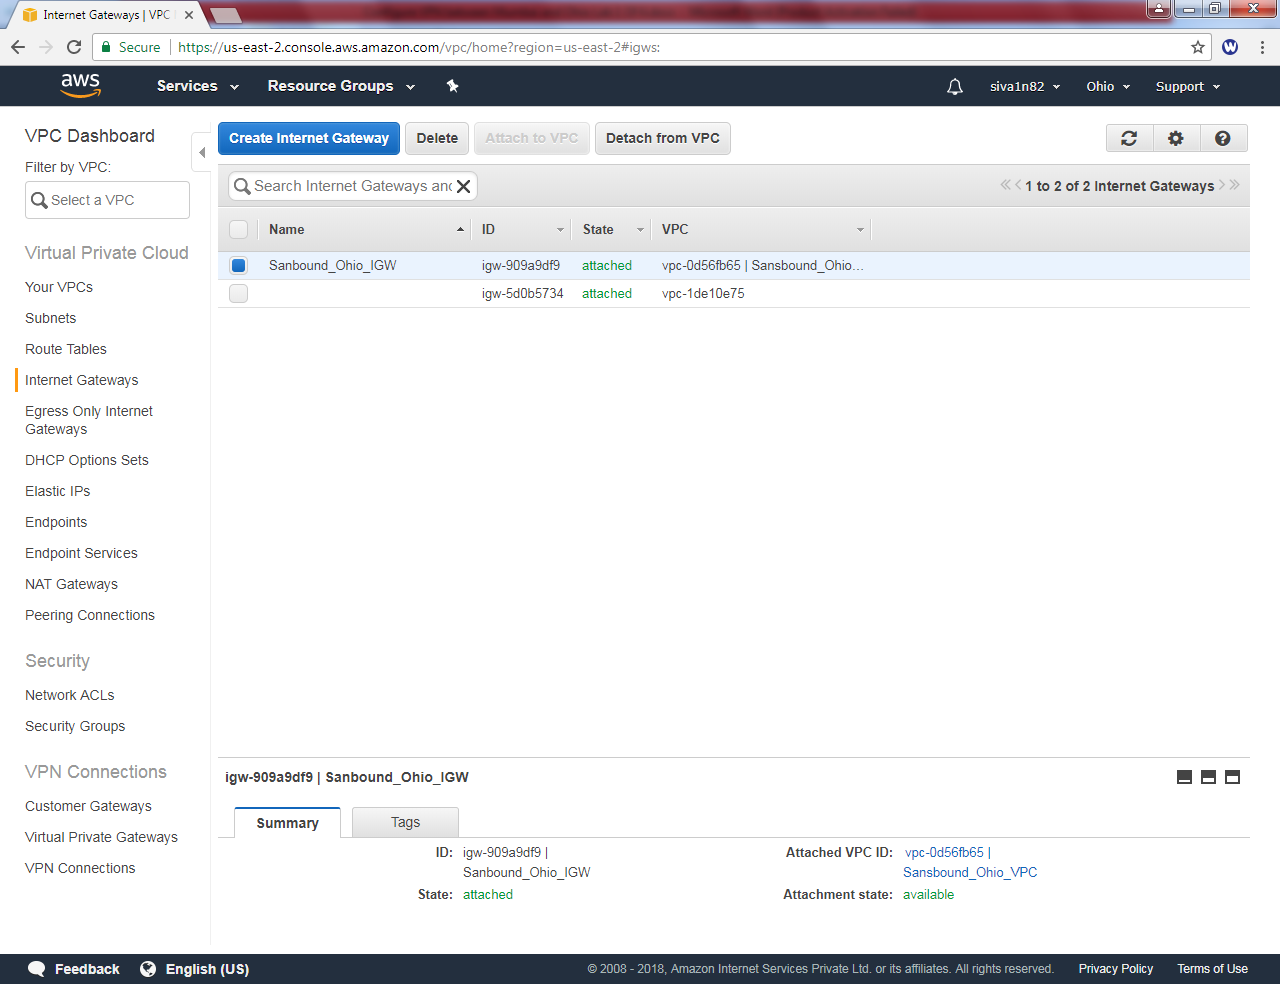 Internet Gateways | VPC
Secure
https://us-east-2.console.aws.amazon.com/vpc/home?region=us-east-2#igws:
W
aws
Services
Resource Groups
siva1n82
Ohio
Support
VPC Dashboard
Filter by VPC:
Select a VPC
Virtual Private Cloud
Your VPCs
Subnets
Route Tables
Internet Gateways
Egress Only Internet
Gateways
DHCP Options Sets
Elastic IPs
Endpoints
Endpoint Services
NAT Gateways
Peering Connections
Security
Network ACLs
Security Groups
VPN Connections
Customer Gateways
Virtual Private Gateways
VPN Connections
Create Internet Gateway
Delete
Attach to VPC
Detach from VPC
Search Internet Gateways and
1 to 2 of 2 Internet Gateways
Name ID State VPC
Sanbound_Ohio_IGW igw-909a9df9 attached vpc-0d56fb65 | Sansbound_Ohio...
igw-5d0b5734 attached vpc-1de10e75
igw-909a9df9 | Sanbound_Ohio_IGW
Summary
Tags
ID: igw-909a9df9 |
Sanbound_Ohio_IGW
State: attached
Attached VPC ID: vpc-0d56fb65 |
Sansbound_Ohio_VPC
Attachment state: available
Feedback
English (US)
© 2008 - 2018, Amazon Internet Services Private Ltd. or its affiliates. All rights reserved.
Privacy Policy
Terms of Use